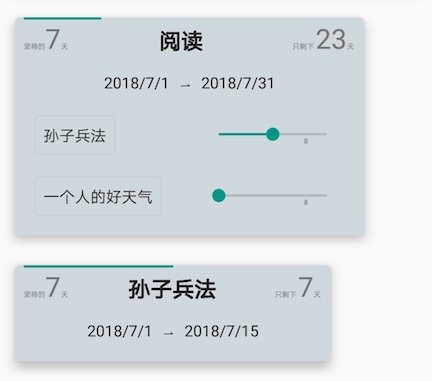 坚持的7天 阅读 只剩下23天
2018/7/1 → 2018/7/31
孙子兵法
一个人的好天气
坚持的7天 孙子兵法 只剩下7天
2018/7/1 → 2018/7/15